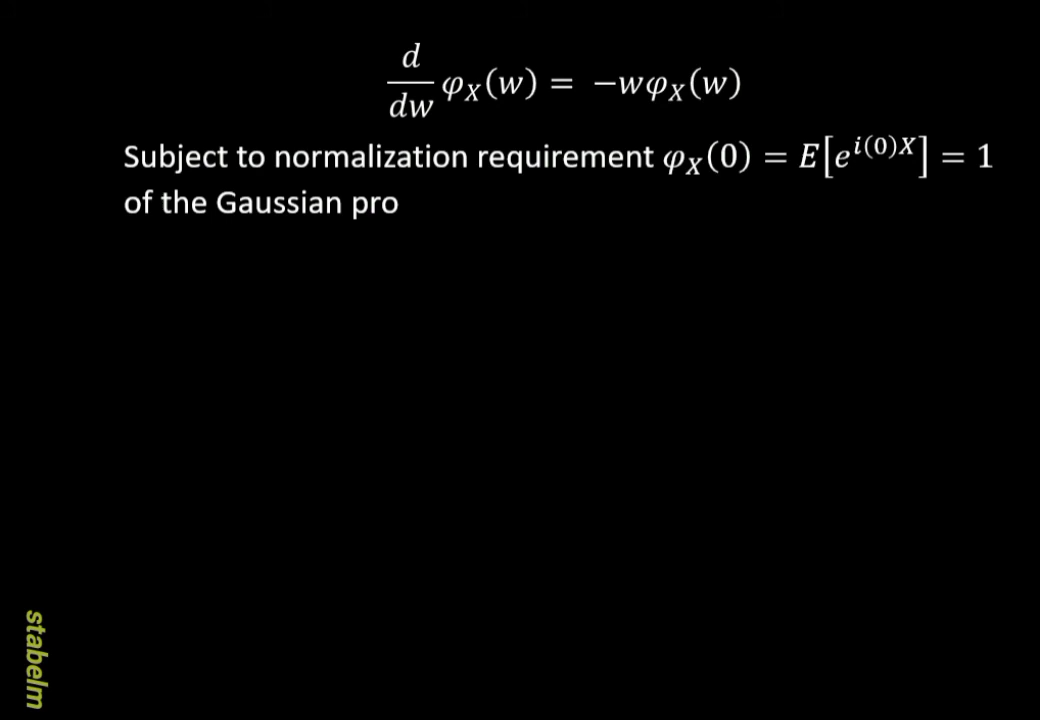 d/dw φ_X(w) = −wφ_X(w)
Subject to normalization requirement φ_X(0) = E[e^{i(0)X}] = 1
of the Gaussian pro
stabelm